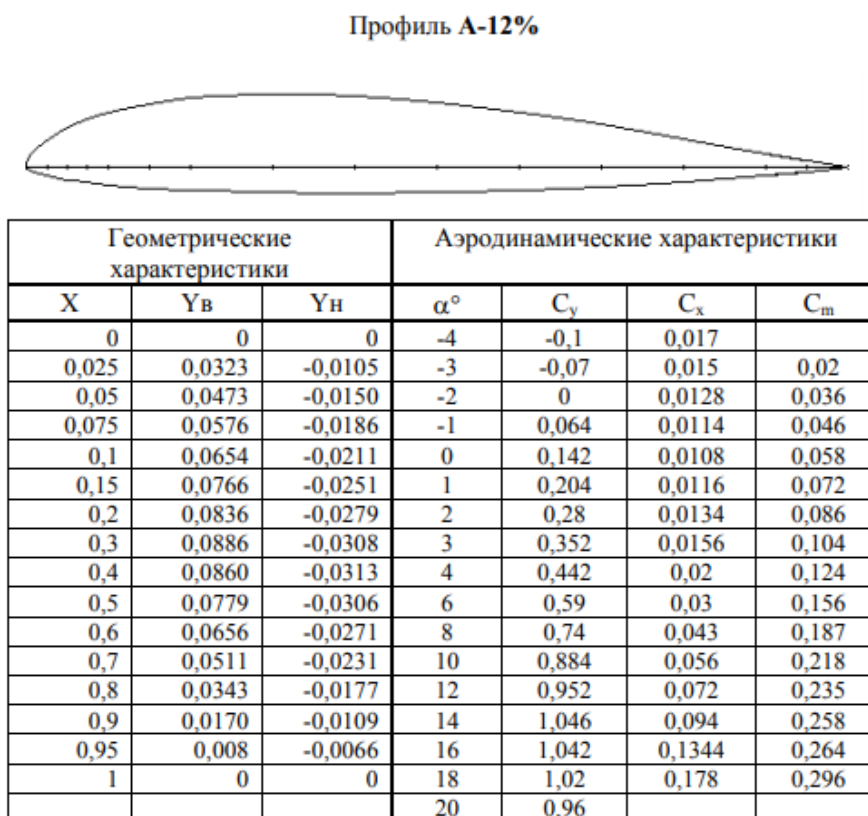 Профиль А-12%
Геометрические характеристики Аэродинамические характеристики
X Yв Yн α° Cy Cx Cm
0 0 0 -4 -0,1 0,017
0,025 0,0323 -0,0105 -3 -0,07 0,015 0,02
0,05 0,0473 -0,0150 -2 0 0,0128 0,036
0,075 0,0576 -0,0186 -1 0,064 0,0114 0,046
0,1 0,0654 -0,0211 0 0,142 0,0108 0,058
0,15 0,0766 -0,0251 1 0,204 0,0116 0,072
0,2 0,0836 -0,0279 2 0,28 0,0134 0,086
0,3 0,0886 -0,0308 3 0,352 0,0156 0,104
0,4 0,0860 -0,0313 4 0,442 0,02 0,124
0,5 0,0779 -0,0306 6 0,59 0,03 0,156
0,6 0,0656 -0,0271 8 0,74 0,043 0,187
0,7 0,0511 -0,0231 10 0,884 0,056 0,218
0,8 0,0343 -0,0177 12 0,952 0,072 0,235
0,9 0,0170 -0,0109 14 1,046 0,094 0,258
0,95 0,008 -0,0066 16 1,042 0,1344 0,264
1 0 0 18 1,02 0,178 0,296
20 0,96